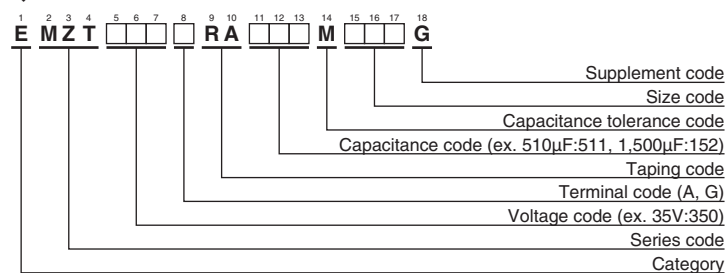 1 2 3 4 5 6 7 8 9 10 11 12 13 14 15 16 17 18
E M Z T □□□ □ R A □□□ M □□□ G
Supplement code
Size code
Capacitance tolerance code
Capacitance code (ex. 510µF:511, 1,500µF:152)
Taping code
Terminal code (A, G)
Voltage code (ex. 35V:350)
Series code
Category